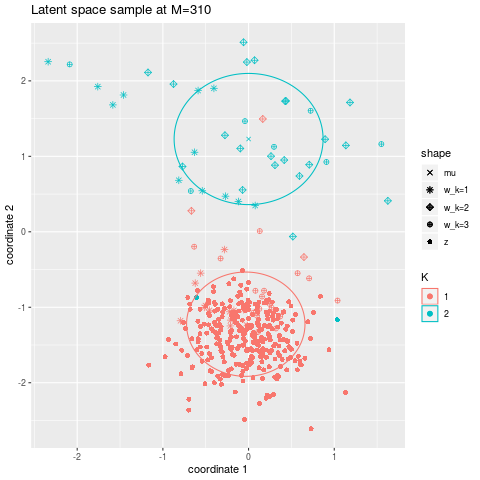 Latent space sample at M=310
2
1
0
-1
-2
-2
-1
0
1
coordinate 2
coordinate 1
shape
mu
w_k=1
w_k=2
w_k=3
z
K
1
2